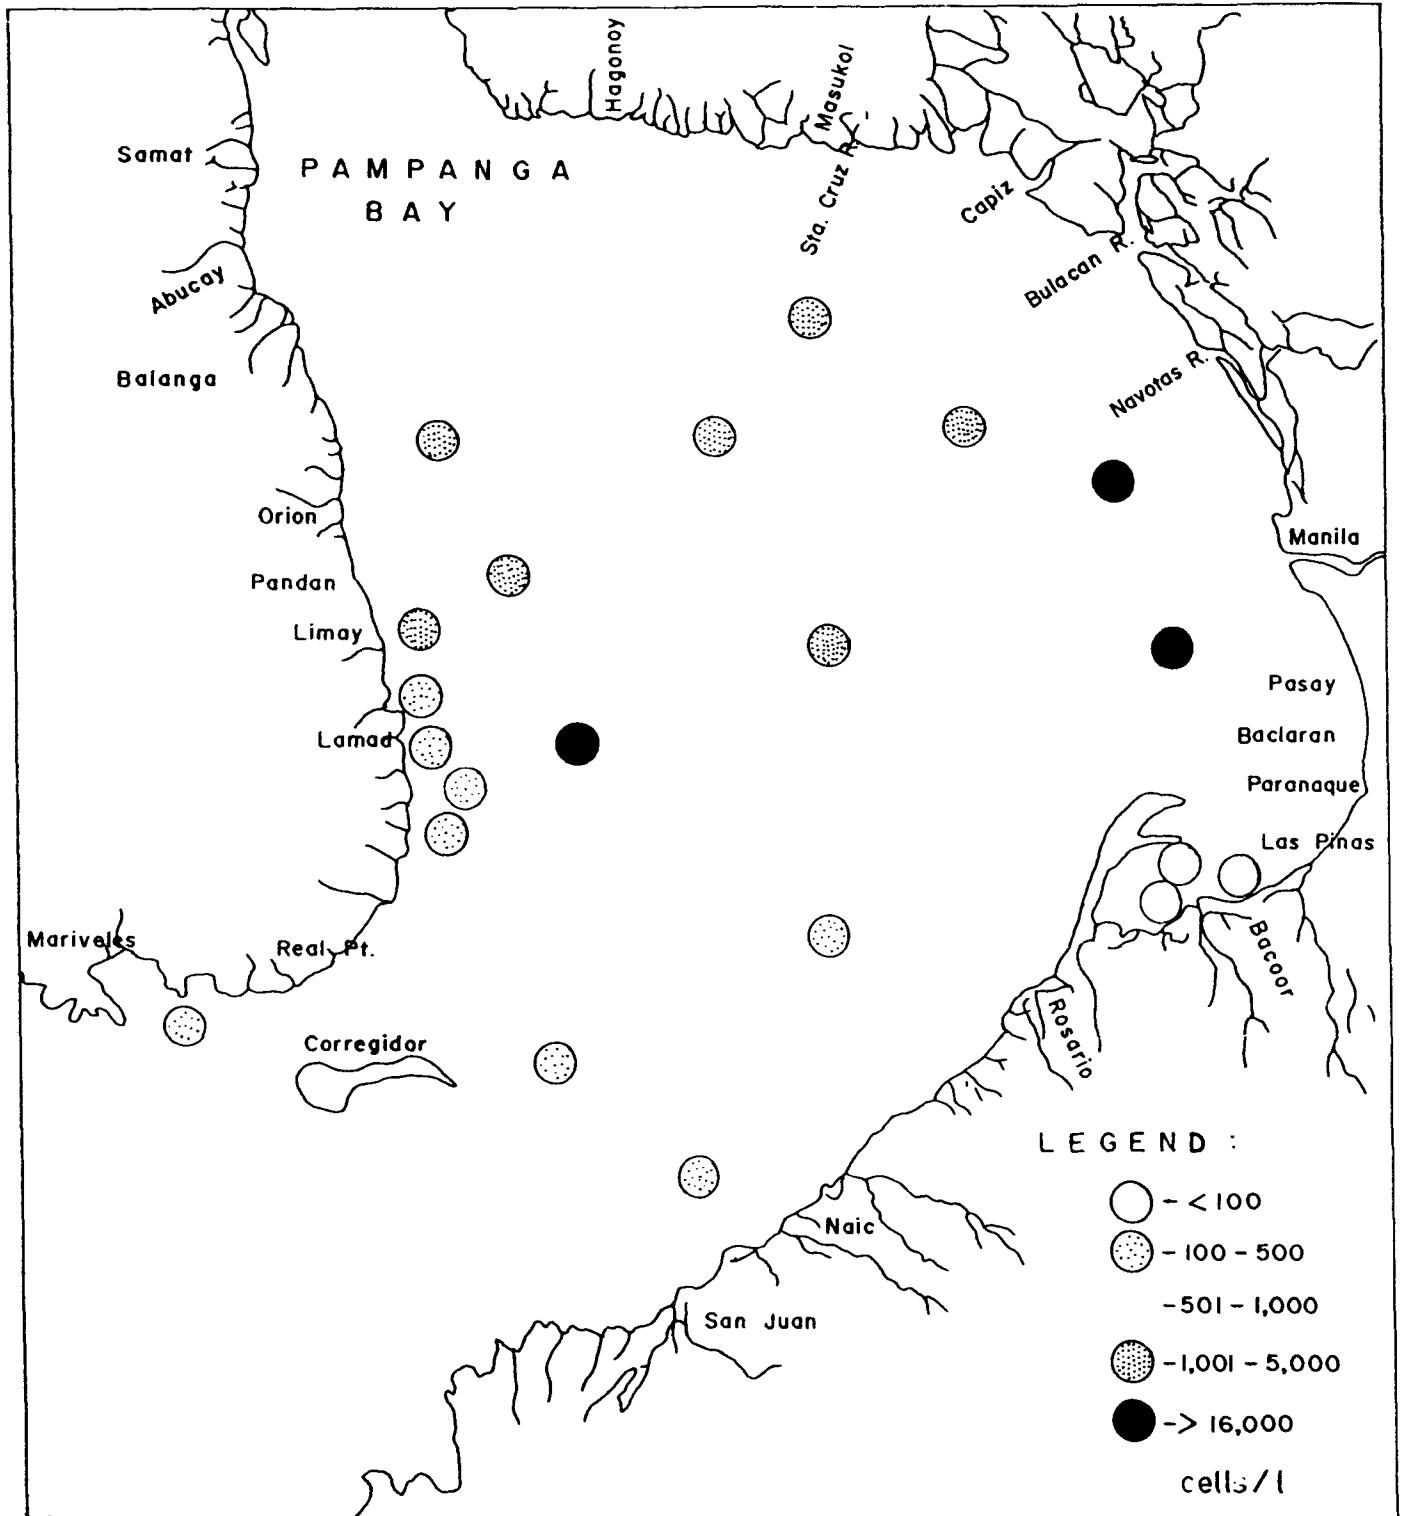 Hagonoy
Masukol
Samat
PAMPANGA
BAY
Sta. Cruz R.
Capiz
Bulacan R.
Abucay
Navotas R.
Balanga
Orion
Manila
Pandan
Limay
Pasay
Lamad
Baclaran
Paranaque
Las Pinas
Mariveles
Real Pt.
Bacoor
Corregidor
Rosario
LEGEND :
- < 100
- 100 - 500
Naic
- 501 - 1,000
San Juan
- 1,001 - 5,000
- > 16,000
cells/l